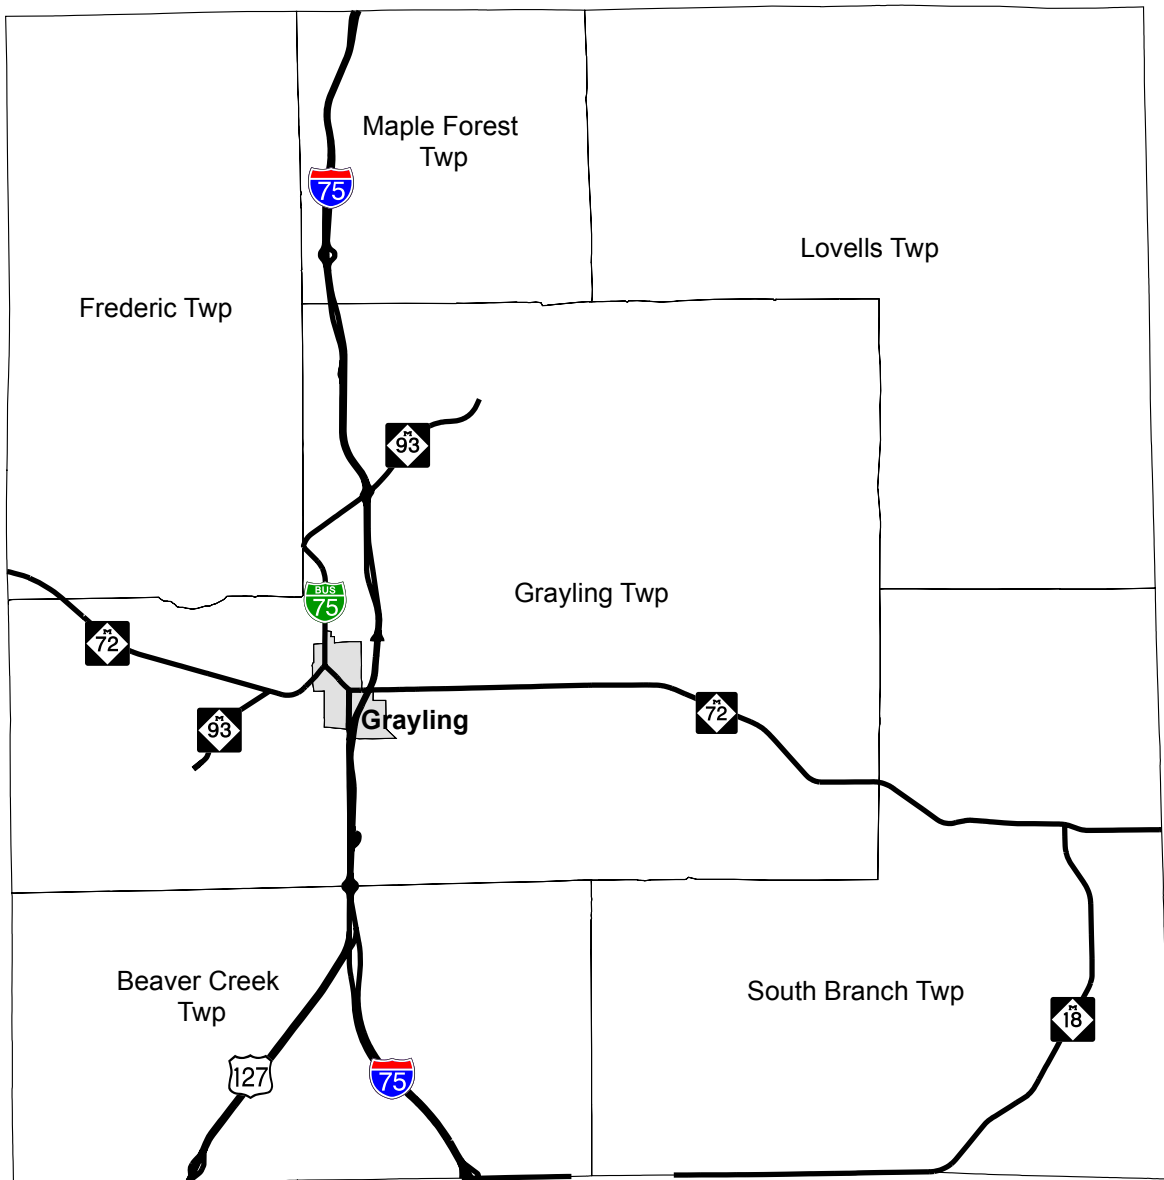 Maple Forest
Twp
75
Lovells Twp
Frederic Twp
M
93
BUS
75
Grayling Twp
M
72
M
93
Grayling
M
72
Beaver Creek
Twp
South Branch Twp
M
18
127
75